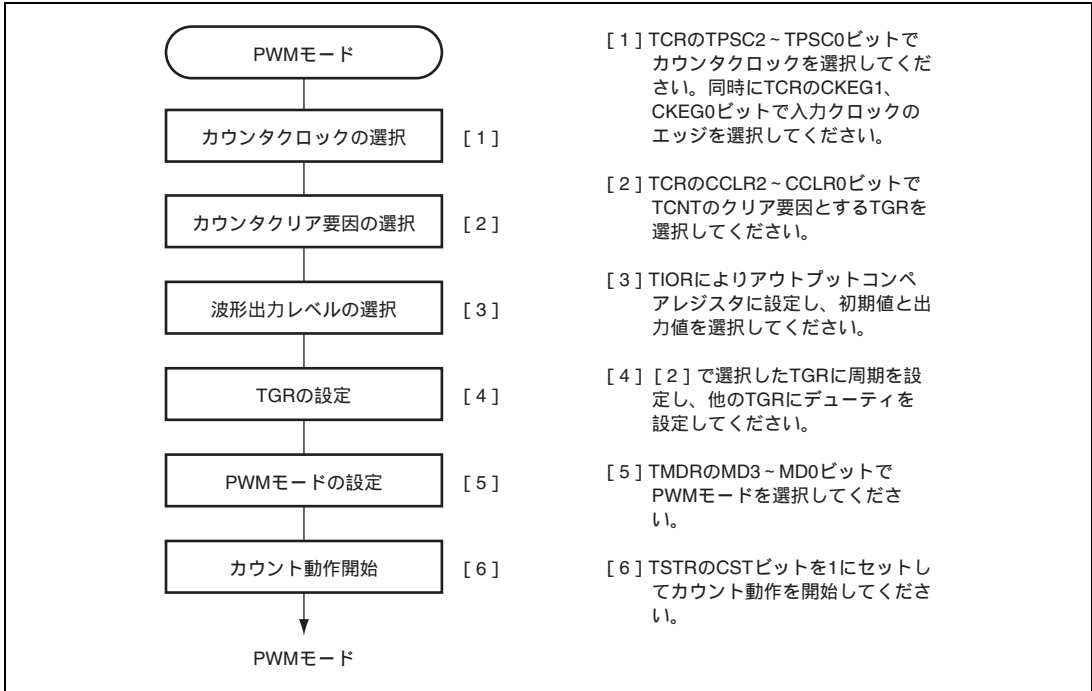 PWMモード
カウンタクロックの選択 [1]
カウンタクリア要因の選択 [2]
波形出力レベルの選択 [3]
TGRの設定 [4]
PWMモードの設定 [5]
カウント動作開始 [6]
PWMモード
[1] TCRのTPSC2~TPSC0ビットで
カウンタクロックを選択してくだ
さい。同時にTCRのCKEG1、
CKEG0ビットで入力クロックの
エッジを選択してください。
[2] TCRのCCLR2~CCLR0ビットで
TCNTのクリア要因とするTGRを
選択してください。
[3] TIORによりアウトプットコンペ
アレジスタに設定し、初期値と出
力値を選択してください。
[4] [2]で選択したTGRに周期を設
定し、他のTGRにデューティを
設定してください。
[5] TMDRのMD3~MD0ビットで
PWMモードを選択してくださ
い。
[6] TSTRのCSTビットを1にセットし
てカウント動作を開始してくださ
い。